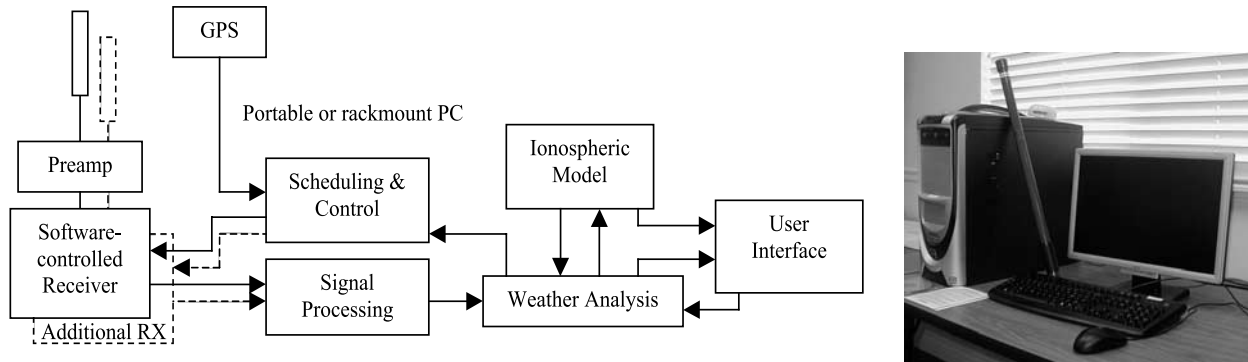 GPS
Portable or rackmount PC
Preamp
Scheduling &
Control
Ionospheric
Model
Software-
controlled
Receiver
User
Interface
Signal
Processing
Weather Analysis
Additional RX